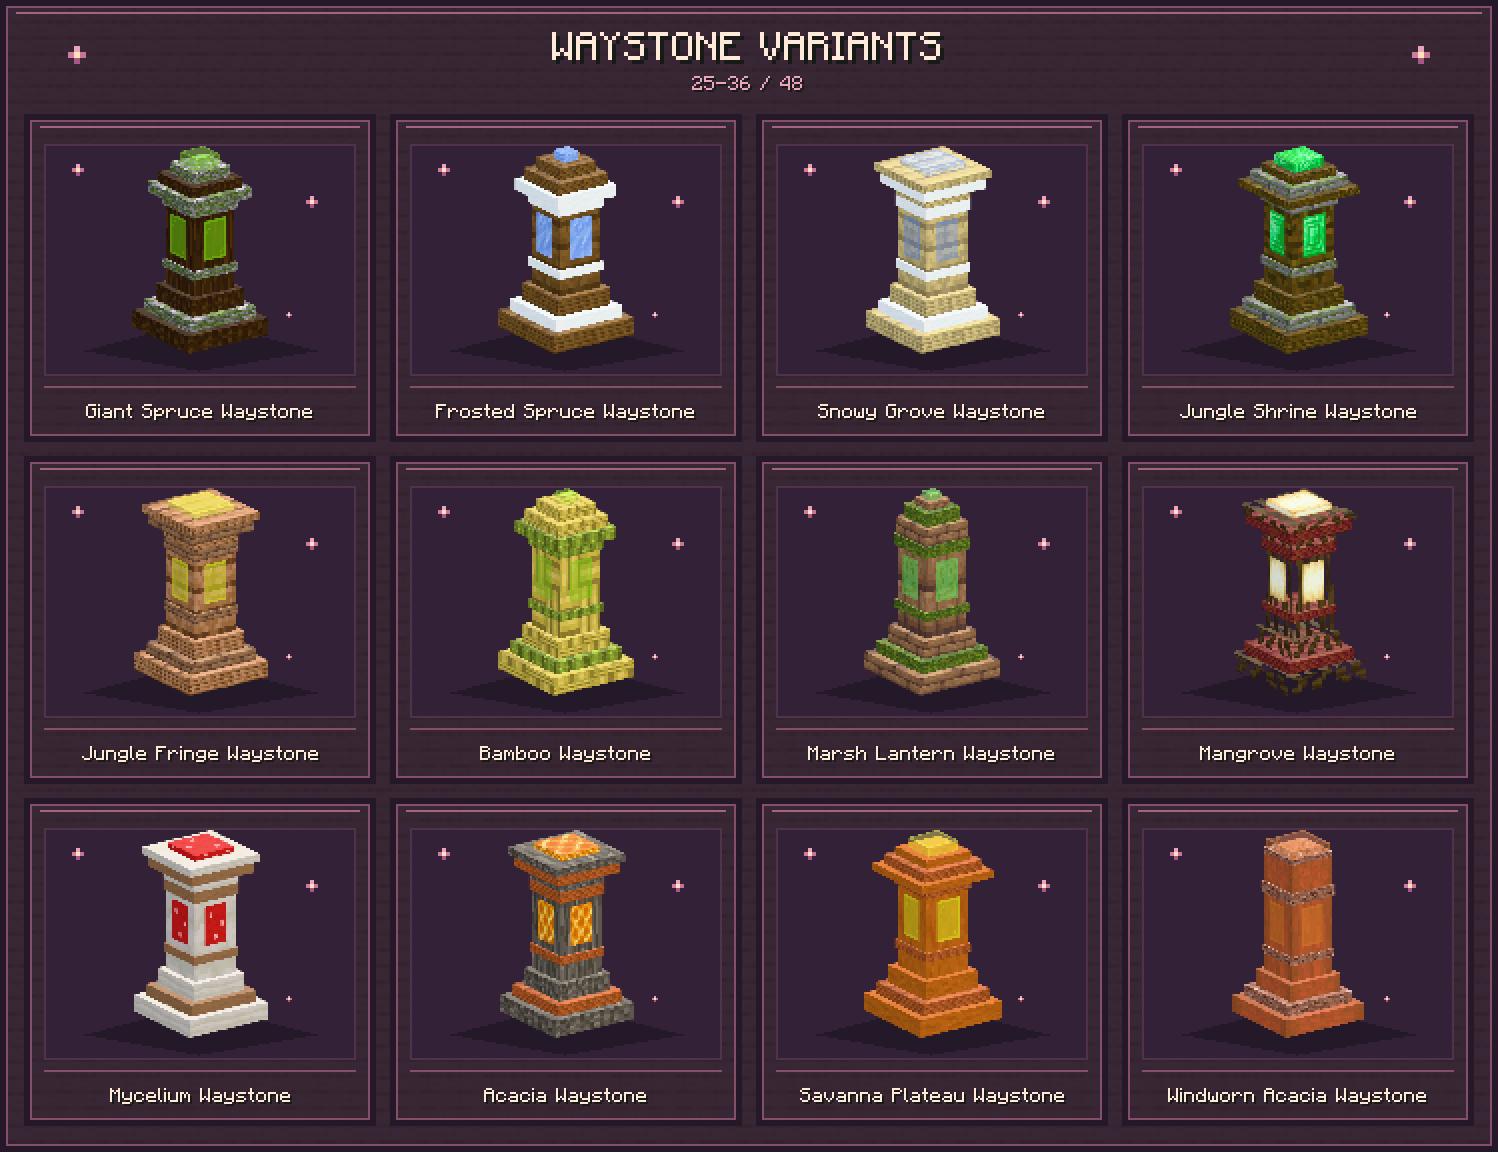 WAYSTONE VARIANTS
25-36 / 48
Giant Spruce Waystone
Frosted Spruce Waystone
Snowy Grove Waystone
Jungle Shrine Waystone
Jungle Fringe Waystone
Bamboo Waystone
Marsh Lantern Waystone
Mangrove Waystone
Mycelium Waystone
Acacia Waystone
Savanna Plateau Waystone
Windworn Acacia Waystone